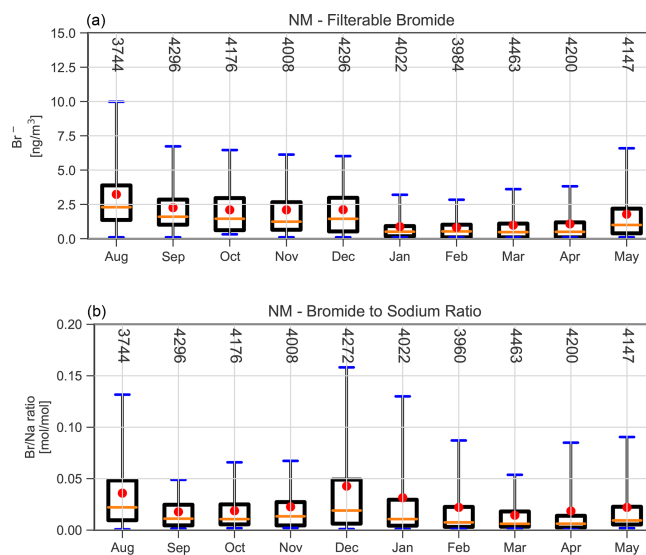 (a)
NM - Filterable Bromide
15.0
12.5
10.0
7.5
5.0
2.5
0.0
Br⁻
[ng/m³]
3744 4296 4176 4008 4296 4022 3984 4463 4200 4147
Aug Sep Oct Nov Dec Jan Feb Mar Apr May
(b)
NM - Bromide to Sodium Ratio
0.20
0.15
0.10
0.05
0.00
Br/Na ratio
[mol/mol]
3744 4296 4176 4008 4272 4022 3960 4463 4200 4147
Aug Sep Oct Nov Dec Jan Feb Mar Apr May